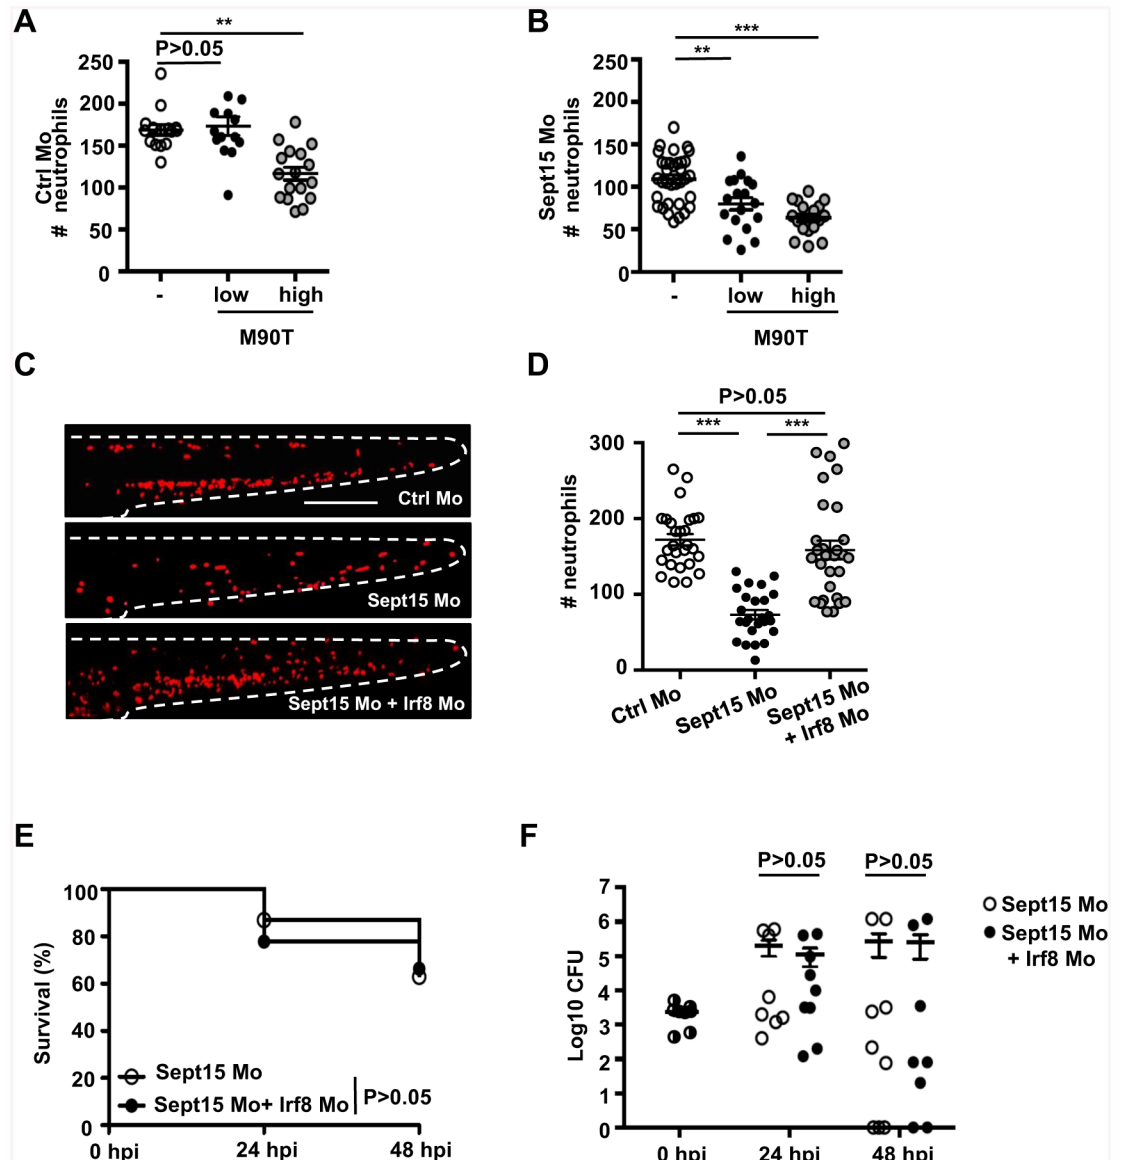 A
**
P>0.05
Ctrl Mo
# neutrophils
250
200
150
100
50
0
-
low
high
M90T
B
***
**
Sept15 Mo
# neutrophils
250
200
150
100
50
0
-
low
high
M90T
C
Ctrl Mo
Sept15 Mo
Sept15 Mo + Irf8 Mo
D
P>0.05
***
***
# neutrophils
300
200
100
0
Ctrl Mo
Sept15 Mo
Sept15 Mo
+ Irf8 Mo
E
Survival (%)
100
80
60
40
20
0
Sept15 Mo
Sept15 Mo+ Irf8 Mo
P>0.05
0 hpi
24 hpi
48 hpi
F
P>0.05
P>0.05
Log10 CFU
7
6
5
4
3
2
1
0
Sept15 Mo
Sept15 Mo
+ Irf8 Mo
0 hpi
24 hpi
48 hpi